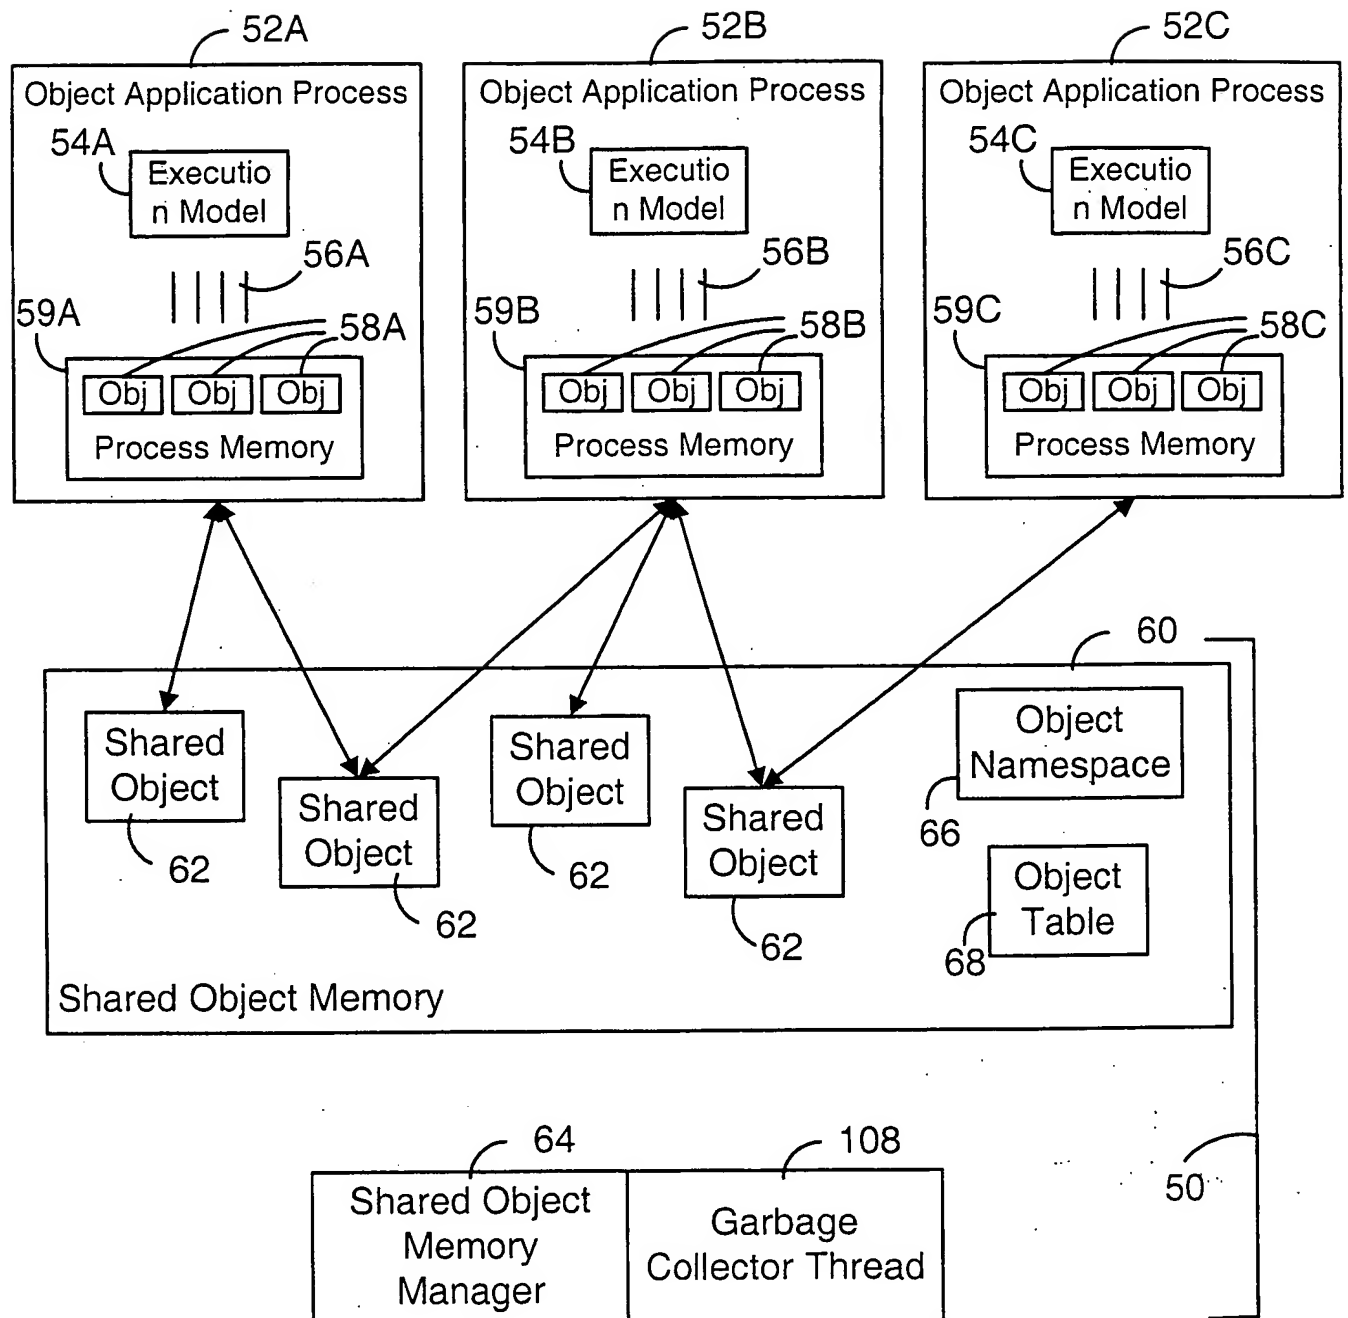 52A
52B
52C
Object Application Process
Object Application Process
Object Application Process
54A
54B
54C
Executio
n Model
Executio
n Model
Executio
n Model
56A
56B
56C
59A
59B
59C
58A
58B
58C
Obj Obj Obj
Obj Obj Obj
Obj Obj Obj
Process Memory
Process Memory
Process Memory
60
Shared
Object
62
Shared
Object
62
Shared
Object
62
Shared
Object
62
Object
Namespace
66
Object
Table
68
Shared Object Memory
64
108
50
Shared Object
Memory
Manager
Garbage
Collector Thread